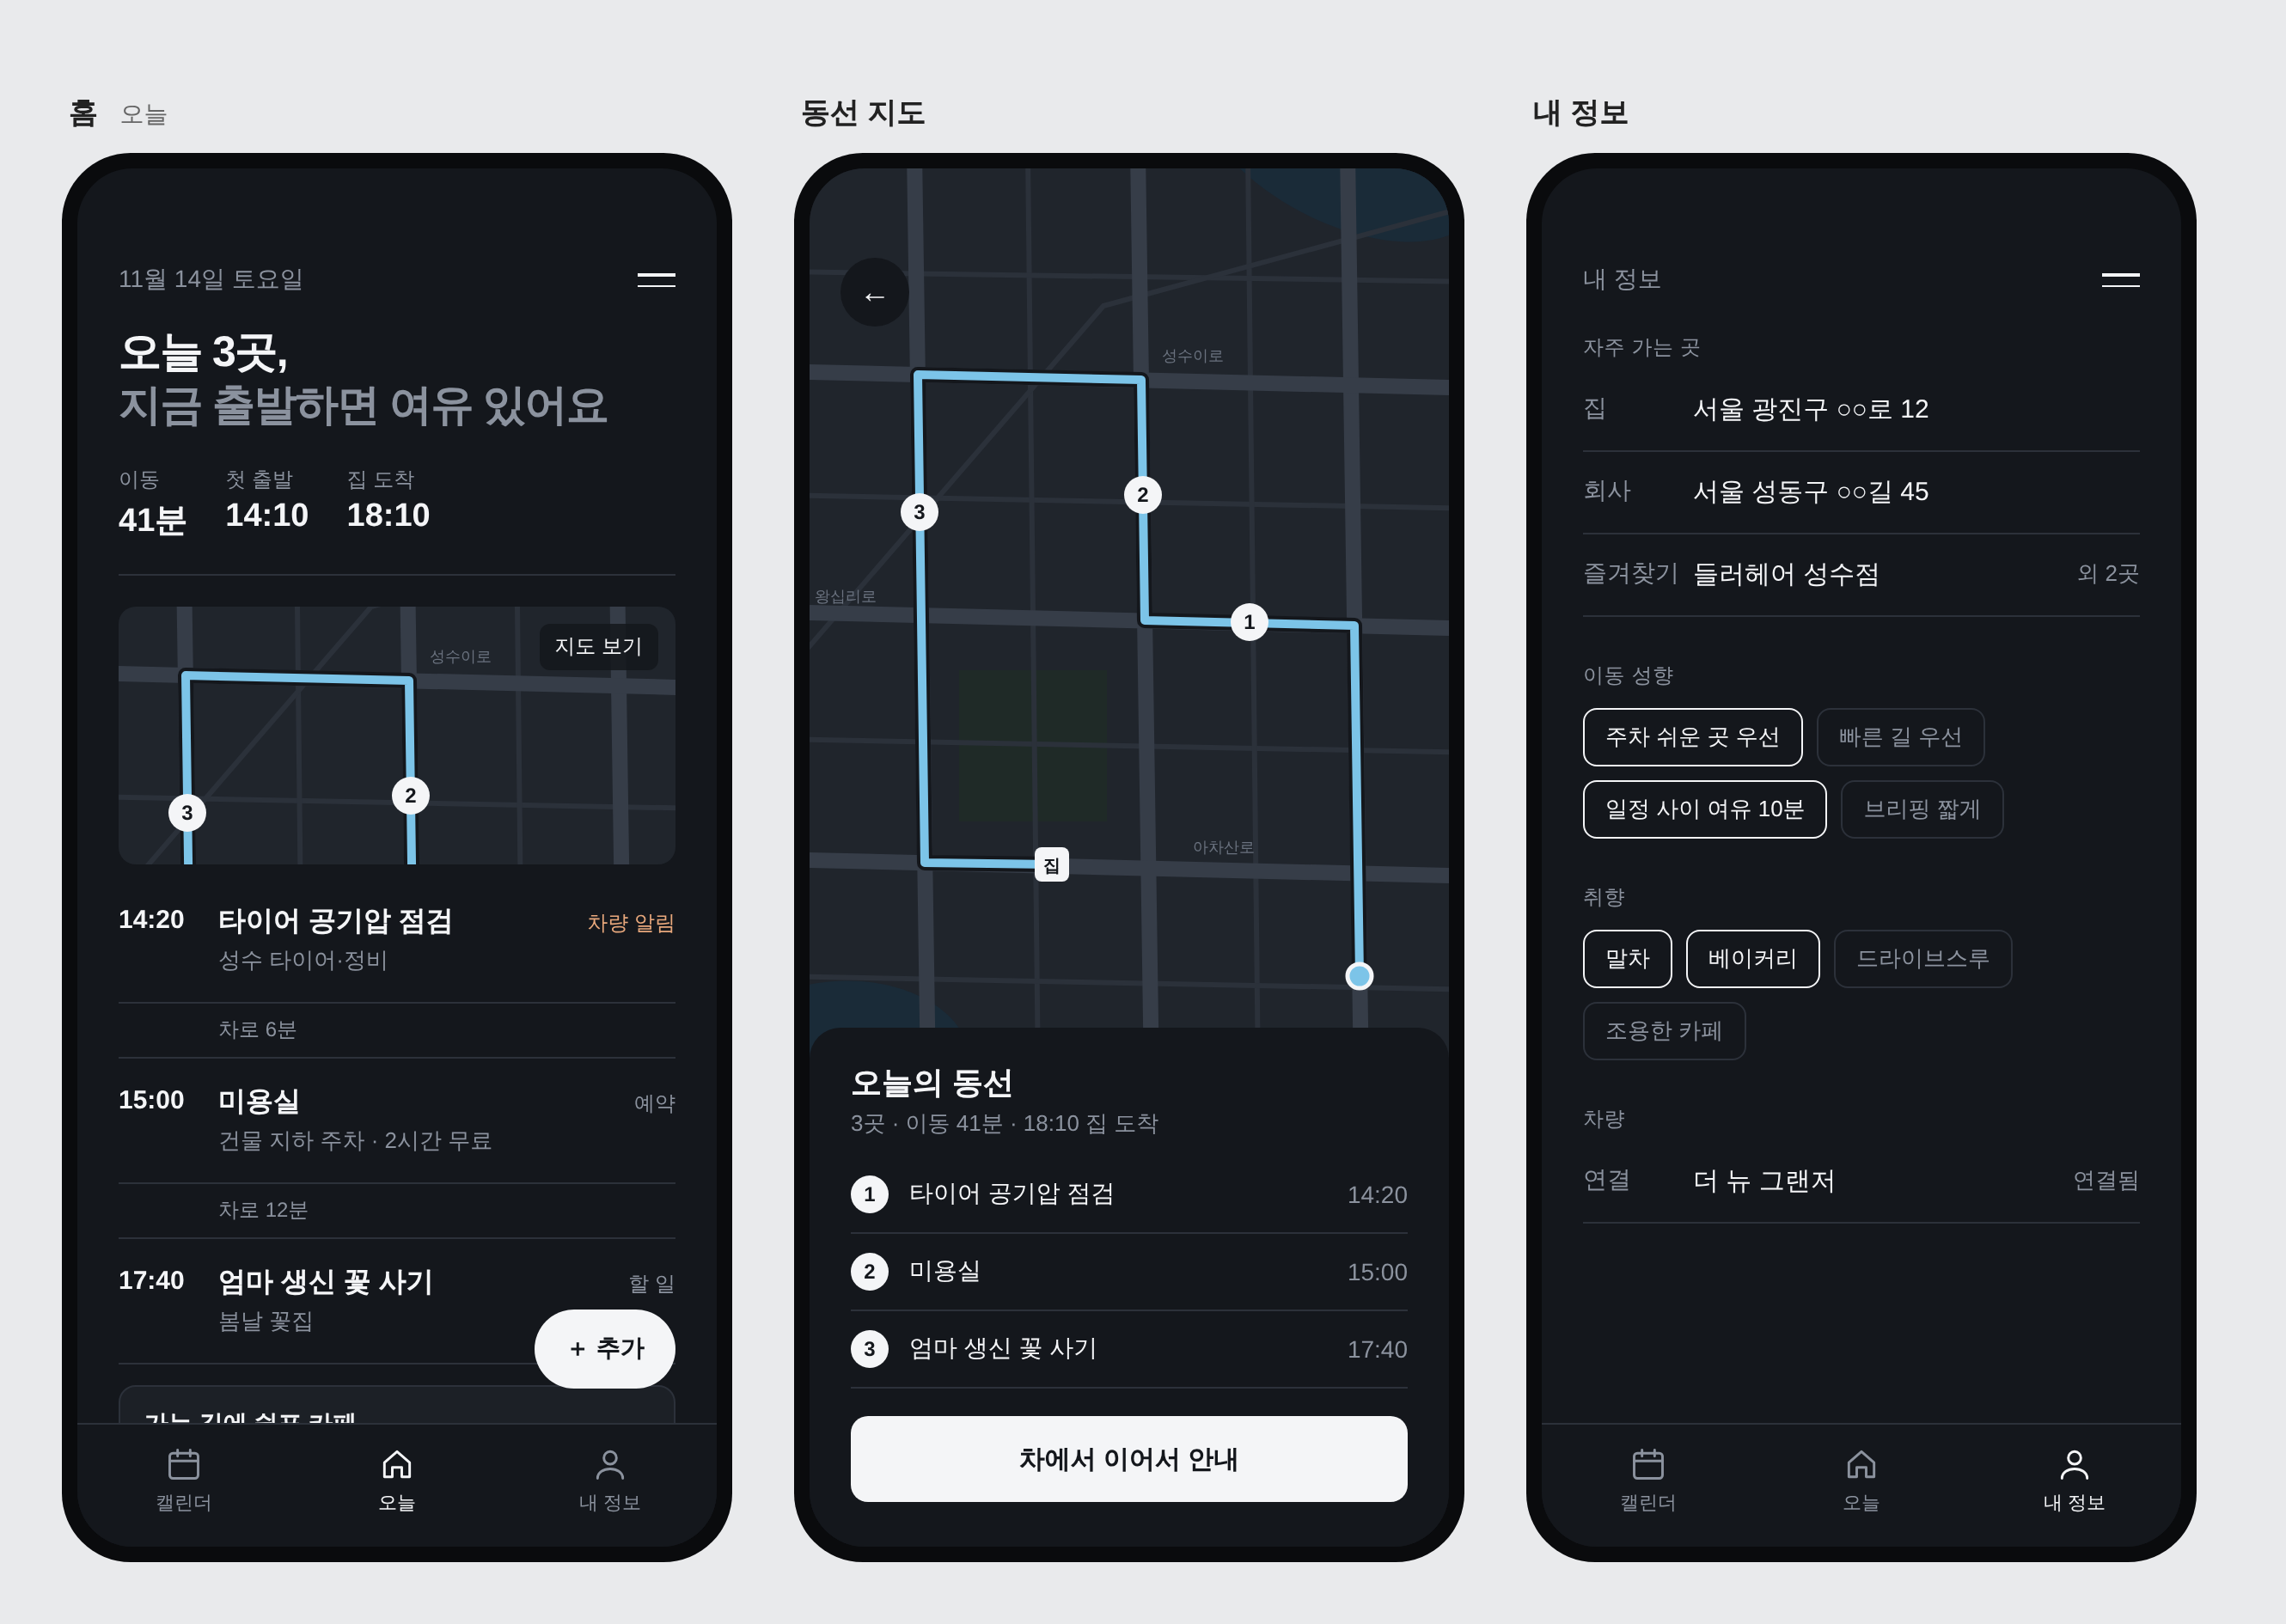 홈 오늘
11월 14일 토요일
오늘 3곳,
지금 출발하면 여유 있어요
이동 첫 출발 집 도착
41분 14:10 18:10
성수이로
지도 보기
3
2
14:20 타이어 공기압 점검 차량 알림
성수 타이어·정비
차로 6분
15:00 미용실 예약
건물 지하 주차 · 2시간 무료
차로 12분
17:40 엄마 생신 꽃 사기 할 일
봄날 꽃집
+ 추가
캘린더 오늘 내 정보
동선 지도
←
성수이로
2
3
왕십리로
1
아차산로
집
오늘의 동선
3곳 · 이동 41분 · 18:10 집 도착
1 타이어 공기압 점검 14:20
2 미용실 15:00
3 엄마 생신 꽃 사기 17:40
차에서 이어서 안내
내 정보
내 정보
자주 가는 곳
집 서울 광진구 ○○로 12
회사 서울 성동구 ○○길 45
즐겨찾기 들러헤어 성수점 외 2곳
이동 성향
주차 쉬운 곳 우선 빠른 길 우선
일정 사이 여유 10분 브리핑 짧게
취향
말차 베이커리 드라이브스루
조용한 카페
차량
연결 더 뉴 그랜저 연결됨
캘린더 오늘 내 정보